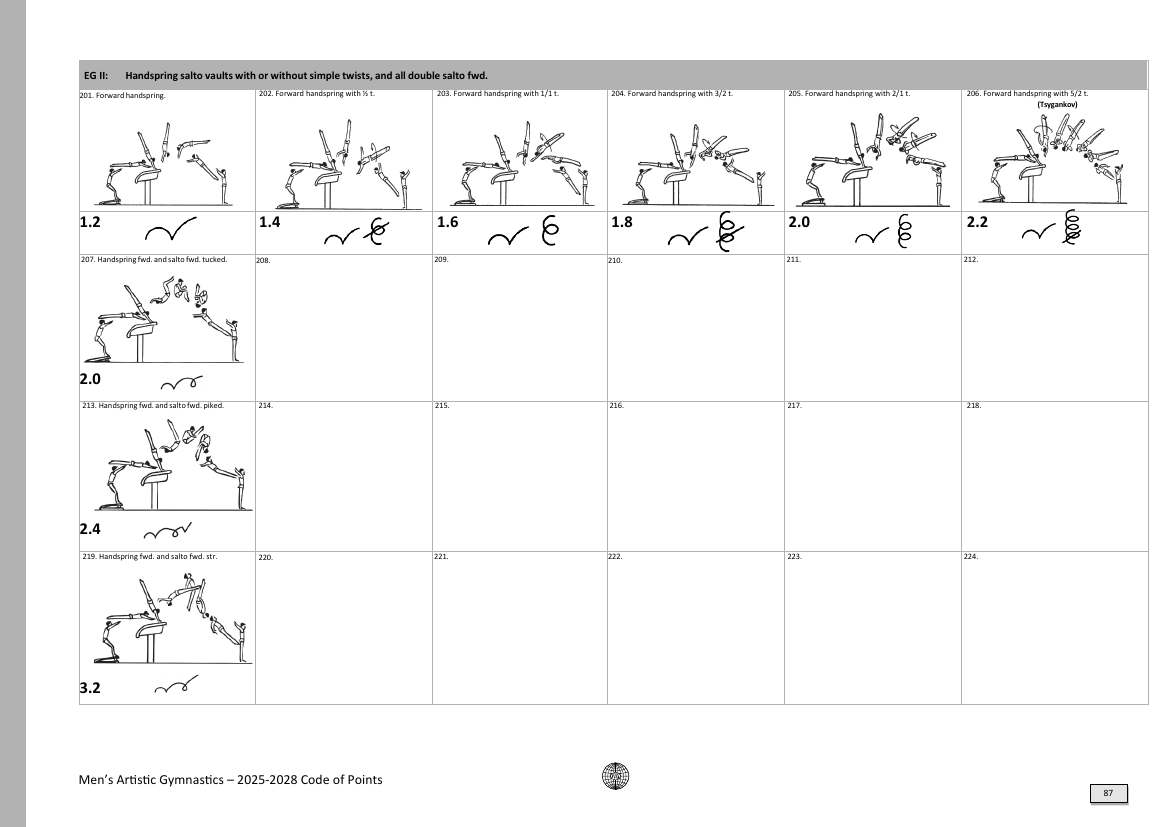 EG II: Handspring salto vaults with or without simple twists, and all double salto fwd.
201. Forward handspring.
202. Forward handspring with ½ t.
203. Forward handspring with 1/1 t.
204. Forward handspring with 3/2 t.
205. Forward handspring with 2/1 t.
206. Forward handspring with 5/2 t.
(Tsygankov)
1.2
1.4
1.6
1.8
2.0
2.2
207. Handspring fwd. and salto fwd. tucked.
208.
209.
210.
211.
212.
2.0
213. Handspring fwd. and salto fwd. piked.
214.
215.
216.
217.
218.
2.4
219. Handspring fwd. and salto fwd. str.
220.
221.
222.
223.
224.
3.2
Men's Artistic Gymnastics – 2025-2028 Code of Points
87